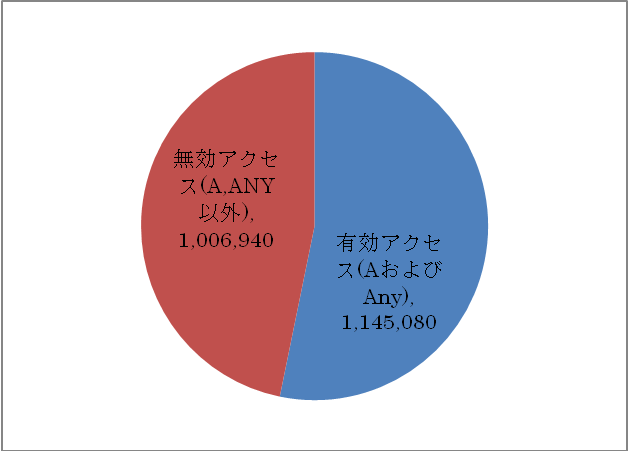 無効アクセ
ス(A,ANY
以外),
1,006,940
有効アクセ
ス(Aおよび
Any),
1,145,080